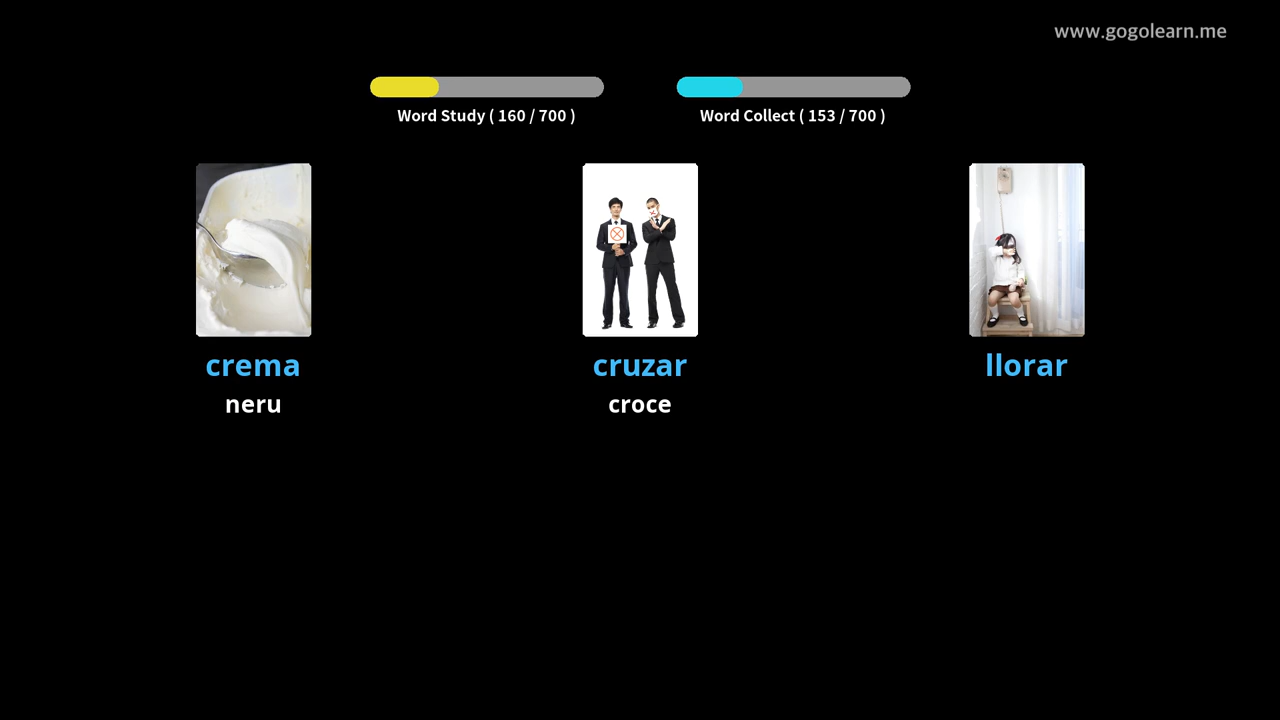 www.gogolearn.me
Word Study ( 160 / 700 )
Word Collect ( 153 / 700 )
crema
cruzar
llorar
neru
croce